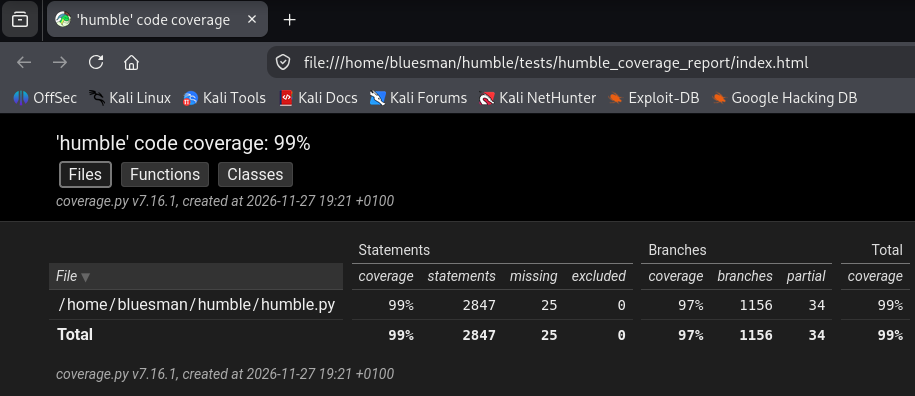 'humble' code coverage
file:///home/bluesman/humble/tests/humble_coverage_report/index.html
OffSec Kali Linux Kali Tools Kali Docs Kali Forums Kali NetHunter Exploit-DB Google Hacking DB
'humble' code coverage: 99%
Files Functions Classes
coverage.py v7.16.1, created at 2026-11-27 19:21 +0100
Statements Branches Total
File coverage statements missing excluded coverage branches partial coverage
/home/bluesman/humble/humble.py 99% 2847 25 0 97% 1156 34 99%
Total 99% 2847 25 0 97% 1156 34 99%
coverage.py v7.16.1, created at 2026-11-27 19:21 +0100